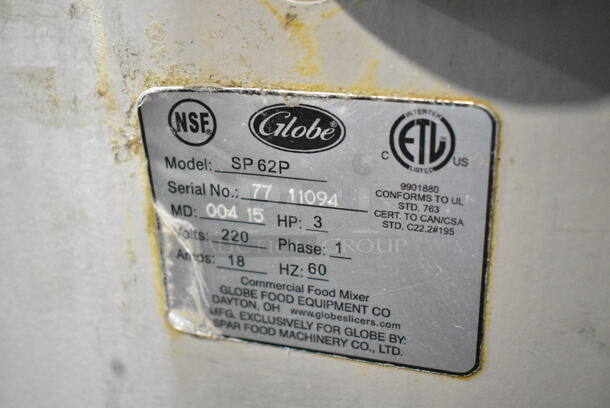 NSF
Globe®
INTERTEK
ETL
LISTED
C US
Model: SP 62P
Serial No.: 77 11094
MD: 004 15 HP: 3
Volts: 220 Phase: 1
Amps: 18 HZ: 60
9901880
CONFORMS TO UL
STD. 763
CERT. TO CAN/CSA
STD. C22.2#195
Commercial Food Mixer
GLOBE FOOD EQUIPMENT CO
DAYTON, OH www.globeslicers.com
MFG. EXCLUSIVELY FOR GLOBE BY:
SPAR FOOD MACHINERY CO., LTD.
AUCTION GROUP